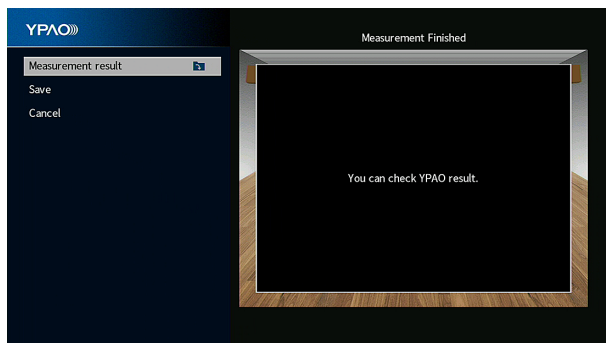 YPAO
Measurement Finished
Measurement result
Save
Cancel
You can check YPAO result.